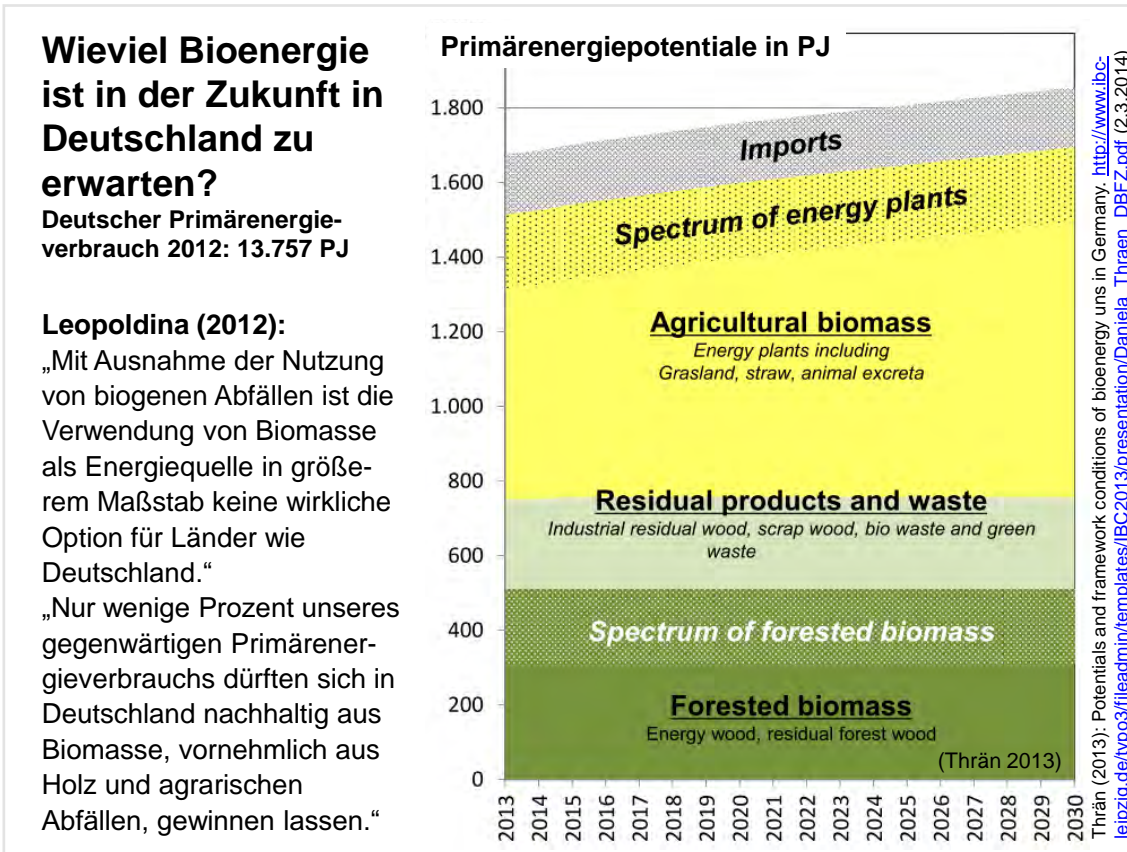 Wieviel Bioenergie
ist in der Zukunft in
Deutschland zu
erwarten?
Deutscher Primärenergie-
verbrauch 2012: 13.757 PJ
Leopoldina (2012):
„Mit Ausnahme der Nutzung
von biogenen Abfällen ist die
Verwendung von Biomasse
als Energiequelle in größe-
rem Maßstab keine wirkliche
Option für Länder wie
Deutschland.“
„Nur wenige Prozent unseres
gegenwärtigen Primärener-
gieverbrauchs dürften sich in
Deutschland nachhaltig aus
Biomasse, vornehmlich aus
Holz und agrarischen
Abfällen, gewinnen lassen.“
Primärenergiepotentiale in PJ
1.800
1.600
1.400
1.200
1.000
800
600
400
200
0
Imports
Spectrum of energy plants
Agricultural biomass
Energy plants including
Grasland, straw, animal excreta
Residual products and waste
Industrial residual wood, scrap wood, bio waste and green
waste
Spectrum of forested biomass
Forested biomass
Energy wood, residual forest wood
(Thrän 2013)
2013
2014
2015
2016
2017
2018
2019
2020
2021
2022
2023
2024
2025
2026
2027
2028
2029
2030
Thrän (2013): Potentials and framework conditions of bioenergy uns in Germany. http://www.ibc-
leipzig.de/typo3/fileadmin/templates/IBC2013/presentation/Daniela_Thraen_DBFZ.pdf (2.3.2014)